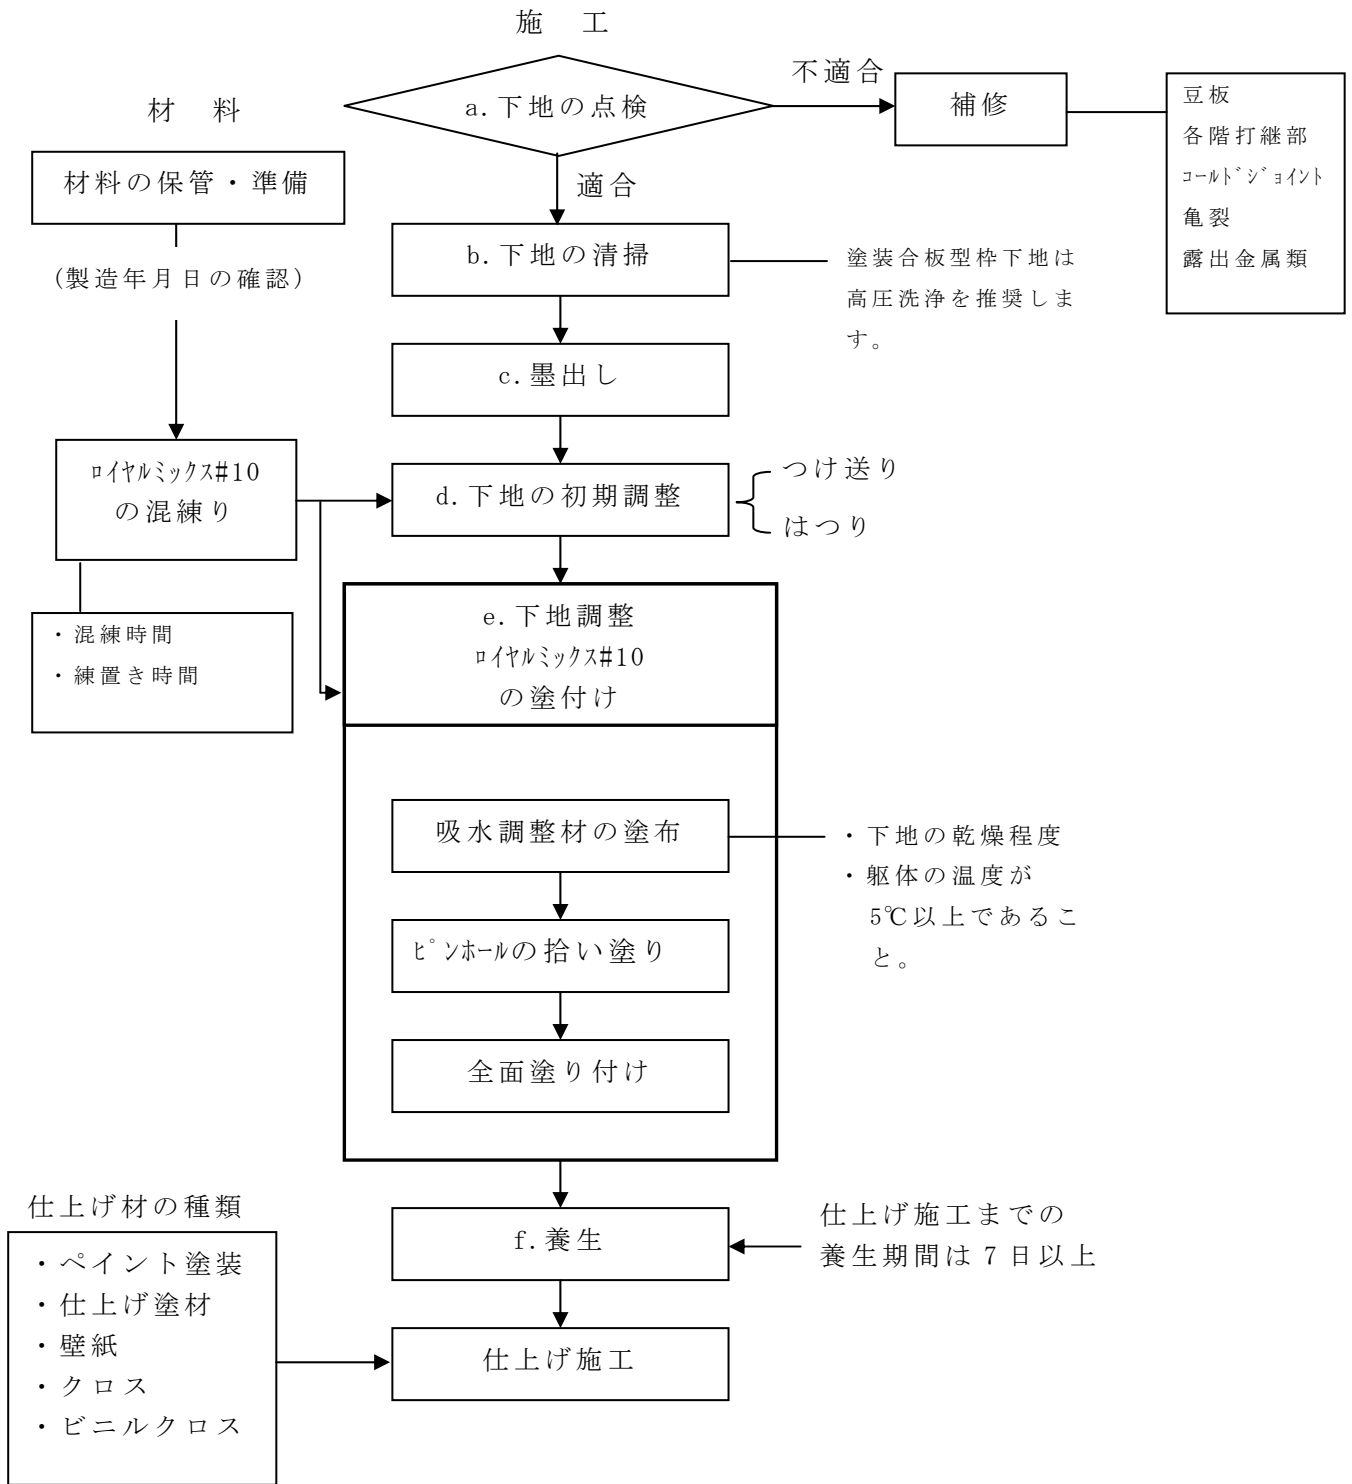 施 工
a.下地の点検
不適合
補修
豆板
各階打継部
ｺｰﾙﾄﾞｼﾞｮｲﾝﾄ
亀裂
露出金属類
材 料
材料の保管・準備
(製造年月日の確認)
適合
b.下地の清掃
塗装合板型枠下地は
高圧洗浄を推奨しま
す。
c.墨出し
ﾛｲﾔﾙﾐｯｸｽ#10
の混練り
d.下地の初期調整
つけ送り
はつり
・混練時間
・練置き時間
e.下地調整
ﾛｲﾔﾙﾐｯｸｽ#10
の塗付け
吸水調整材の塗布
・下地の乾燥程度
・躯体の温度が
5℃以上であるこ
と。
ﾋﾟﾝﾎｰﾙの拾い塗り
全面塗り付け
f.養生
仕上げ施工までの
養生期間は７日以上
仕上げ材の種類
・ペイント塗装
・仕上げ塗材
・壁紙
・クロス
・ビニルクロス
仕上げ施工